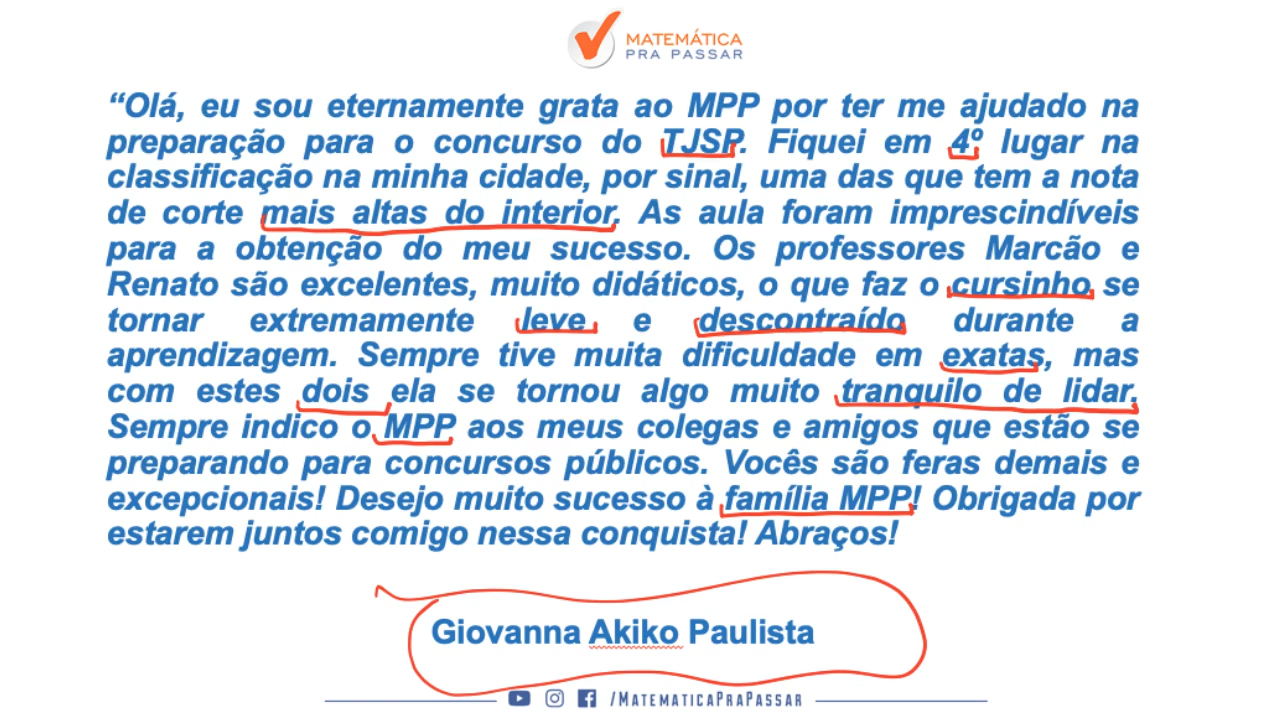 MATEMÁTICA
PRA PASSAR
“Olá, eu sou eternamente grata ao MPP por ter me ajudado na
preparação para o concurso do TJSP. Fiquei em 4º lugar na
classificação na minha cidade, por sinal, uma das que tem a nota
de corte mais altas do interior. As aula foram imprescindíveis
para a obtenção do meu sucesso. Os professores Marcão e
Renato são excelentes, muito didáticos, o que faz o cursinho se
tornar extremamente leve e descontraído durante a
aprendizagem. Sempre tive muita dificuldade em exatas, mas
com estes dois ela se tornou algo muito tranquilo de lidar.
Sempre indico o MPP aos meus colegas e amigos que estão se
preparando para concursos públicos. Vocês são feras demais e
excepcionais! Desejo muito sucesso à família MPP! Obrigada por
estarem juntos comigo nessa conquista! Abraços!
Giovanna Akiko Paulista
/MATEMATICAPRAPASSAR